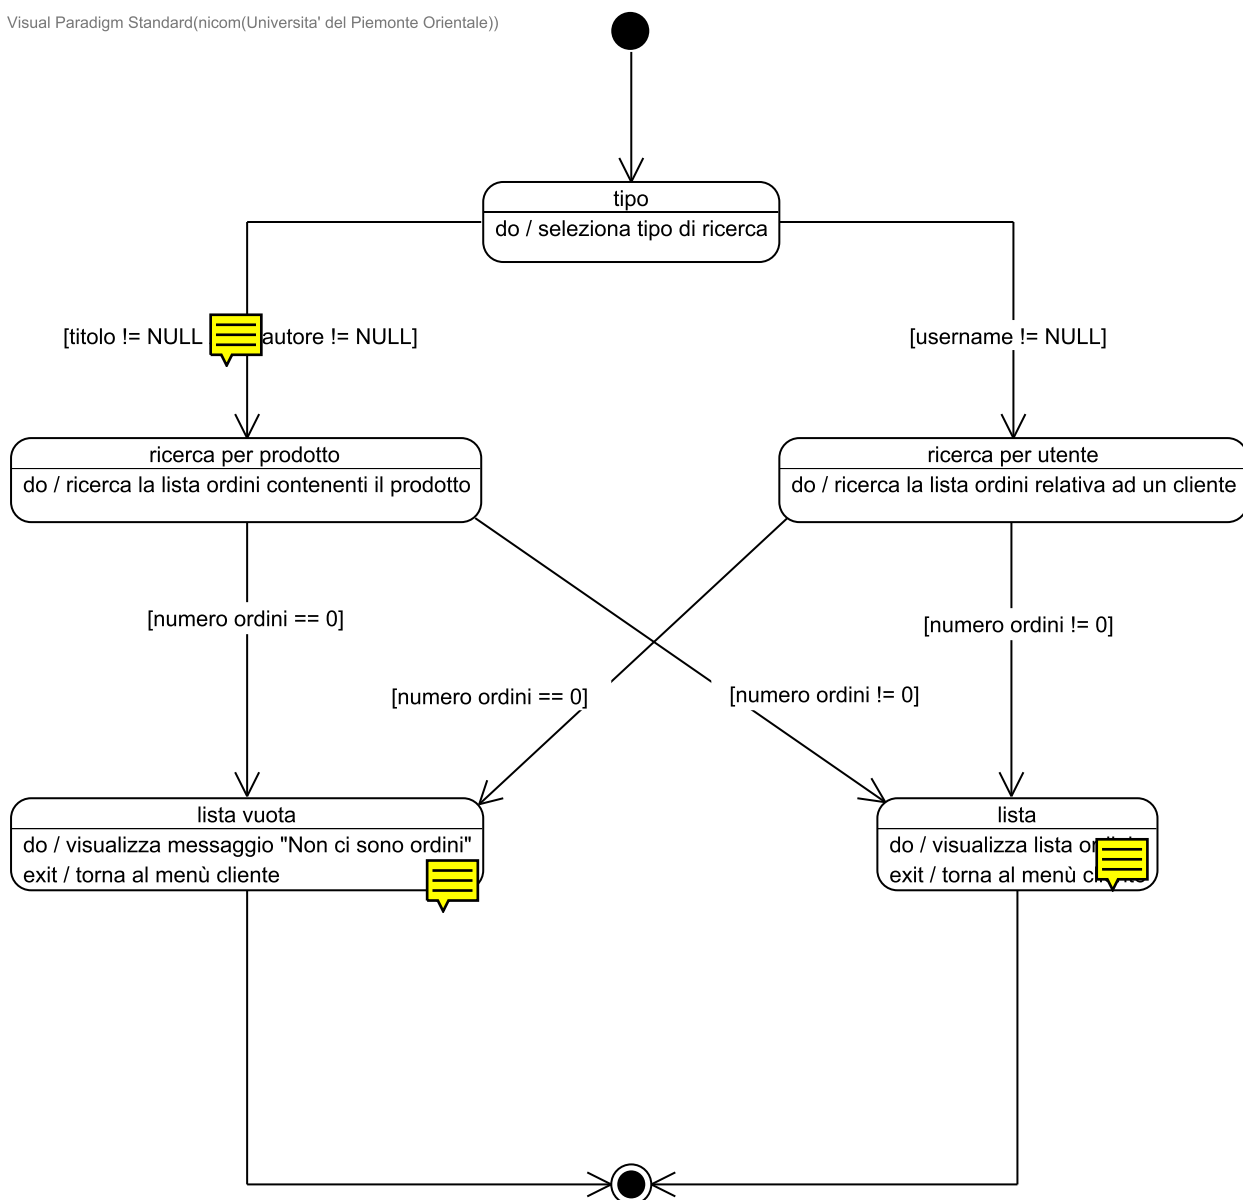 Visual Paradigm Standard(nicom(Universita' del Piemonte Orientale))
tipo
do / seleziona tipo di ricerca
[titolo != NULL autore != NULL]
[username != NULL]
ricerca per prodotto
do / ricerca la lista ordini contenenti il prodotto
ricerca per utente
do / ricerca la lista ordini relativa ad un cliente
[numero ordini == 0]
[numero ordini != 0]
[numero ordini == 0]
[numero ordini != 0]
lista vuota
do / visualizza messaggio "Non ci sono ordini"
exit / torna al menù cliente
lista
do / visualizza lista
exit / torna al menù